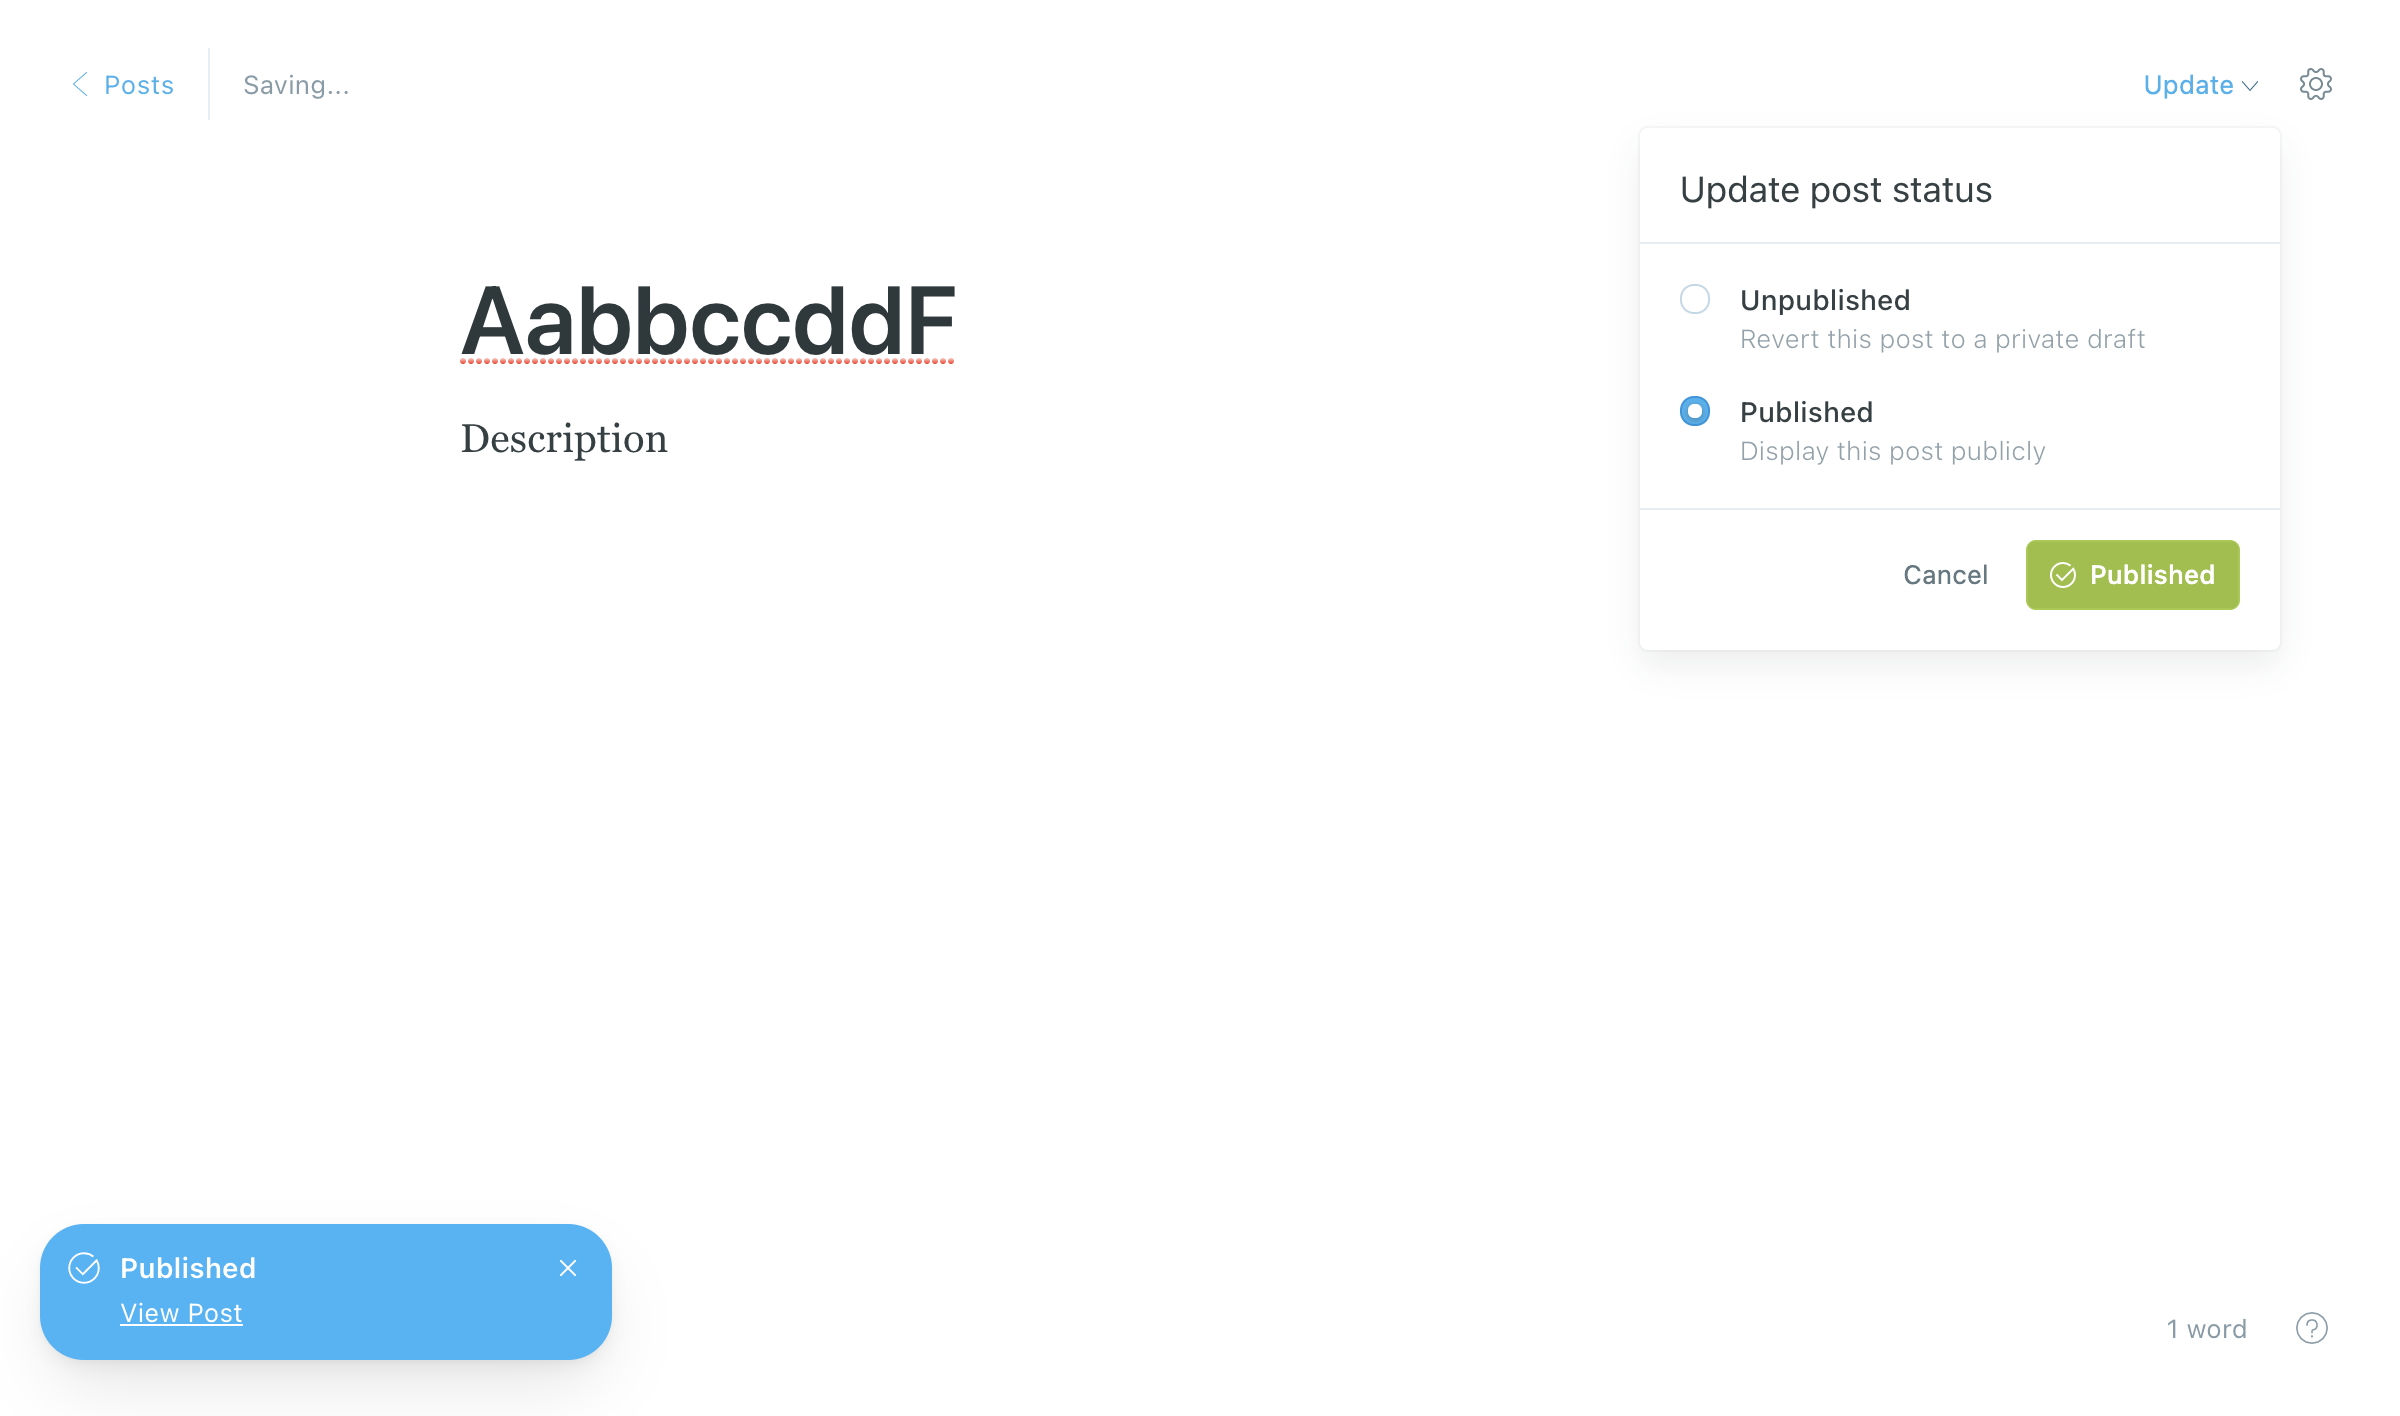 Posts
Saving...
Update
Update post status
Unpublished
Revert this post to a private draft
Published
Display this post publicly
Cancel
Published
AabbccddF
Description
Published
View Post
1 word
?